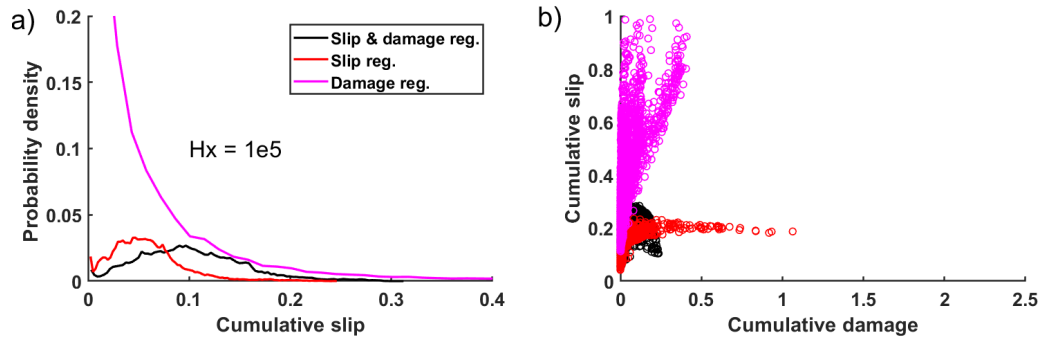 a)
0.2
0.15
0.1
0.05
0
Probability density
Slip & damage reg.
Slip reg.
Damage reg.
Hx = 1e5
0 0.1 0.2 0.3 0.4
Cumulative slip
b)
1
0.8
0.6
0.4
0.2
0
Cumulative slip
0 0.5 1 1.5 2 2.5
Cumulative damage